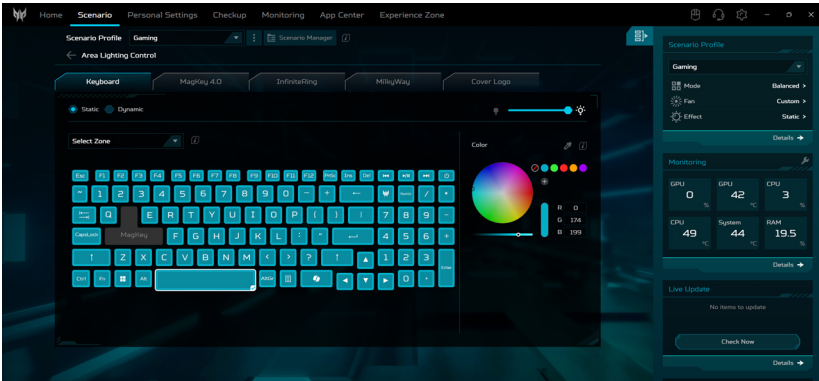 Home Scenario Personal Settings Checkup Monitoring App Center Experience Zone
Scenario Profile Gaming Scenario Manager
Area Lighting Control
Keyboard MagKey 4.0 InfiniteRing MilkyWay Cover Logo
Static Dynamic
Select Zone
Color
Esc F1 F2 F3 F4 F5 F6 F7 F8 F9 F10 F11 F12 PrtSc Ins Del
~ 1 2 3 4 5 6 7 8 9 0 - + ← / *
Q E R T Y U I O P ( ) \ 7 8 9 -
CapsLock MagKey F G H J K L : " 4 5 6 +
↑ Z X C V B N M < > ? ↑ ▲ 1 2 3 Enter
Ctrl Fn Alt AltGr ◄ ▼ ► 0 .
R 0
G 174
B 199
Scenario Profile
Gaming
Mode Balanced >
Fan Custom >
Effect Static >
Details →
Monitoring
GPU 0 %
GPU 42 °C
CPU 3 %
CPU 49 °C
System 44 °C
RAM 19.5 %
Details →
Live Update
No items to update
Check Now
Details →